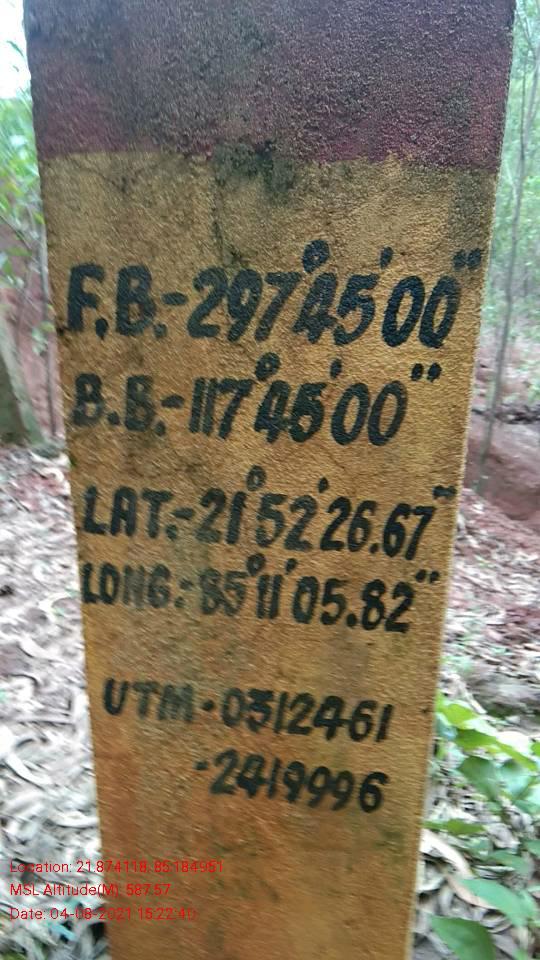 F.B.-297°45'00"
B.B.-117°45'00"
LAT.-21°52'26.67"
LONG.-85°11'05.82"
UTM-0312461
-2419996
Location: 21.874118, 85.184951
MSL Altitude(M): 587.57
Date: 04-08-2021 15:22:40